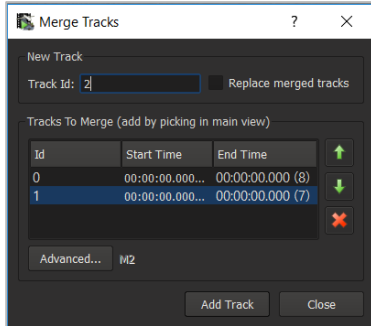 Merge Tracks ?
New Track
Track Id: 2 Replace merged tracks
Tracks To Merge (add by picking in main view)
Id Start Time End Time
0 00:00:00.000... 00:00:00.000 (8)
1 00:00:00.000... 00:00:00.000 (7)
Advanced... M2
Add Track Close